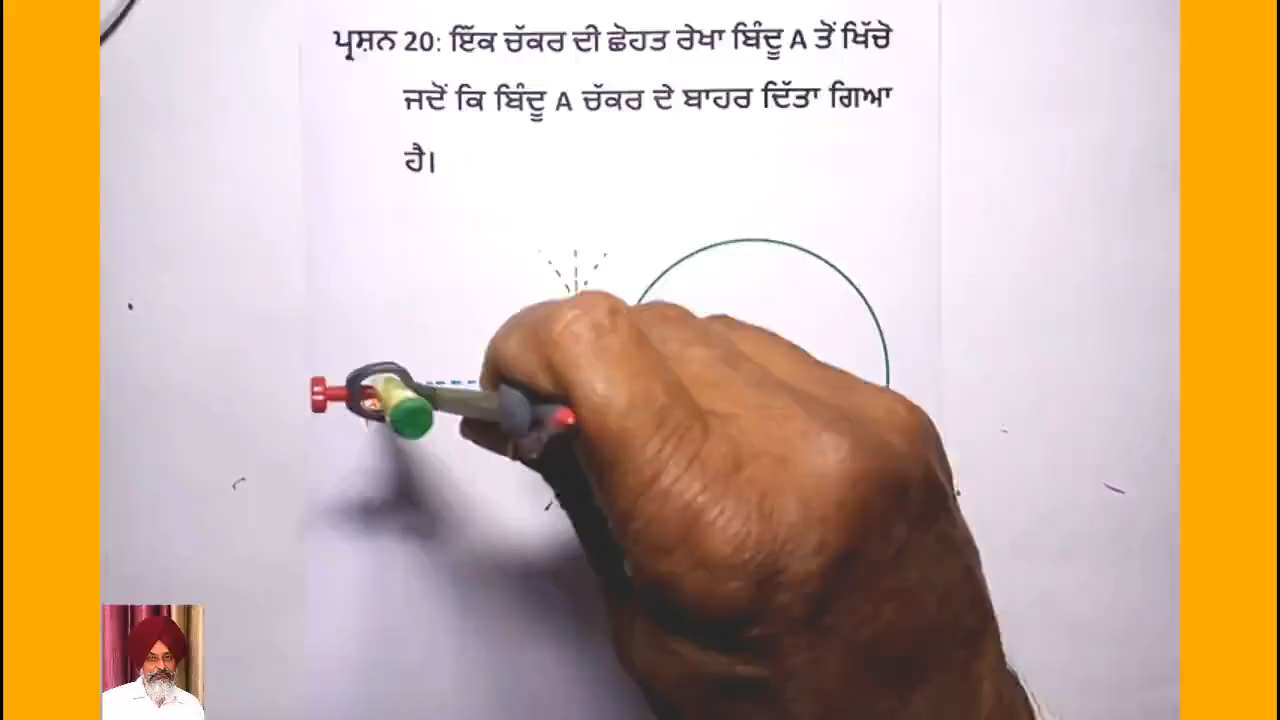 ਪ੍ਰਸ਼ਨ 20: ਇੱਕ ਚੱਕਰ ਦੀ ਛੋਹਤ ਰੇਖਾ ਬਿੰਦੂ A ਤੋਂ ਖਿੱਚੋ
ਜਦੋਂ ਕਿ ਬਿੰਦੂ A ਚੱਕਰ ਦੇ ਬਾਹਰ ਦਿੱਤਾ ਗਿਆ
ਹੈ।